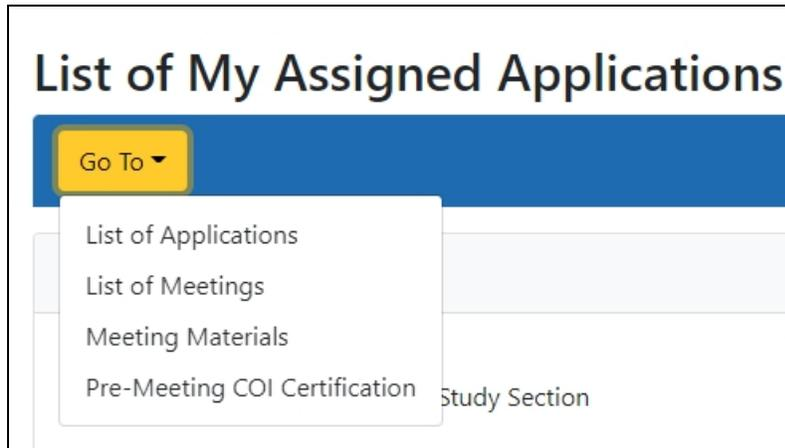 List of My Assigned Applications
Go To
List of Applications
List of Meetings
Meeting Materials
Pre-Meeting COI Certification
Study Section